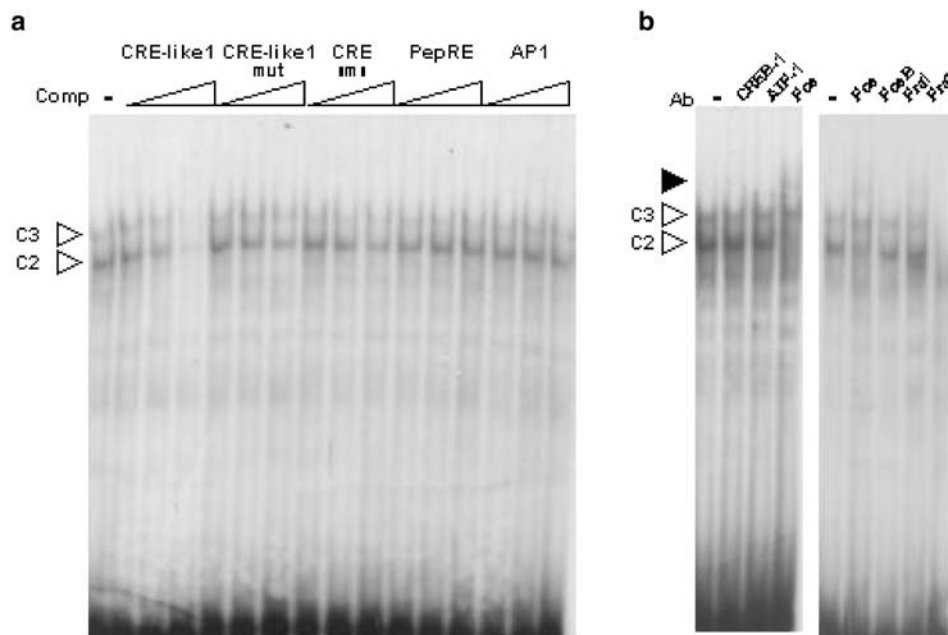 a
CRE-like1 CRE-like1 CRE PepRE AP1
mut
Comp -
C3
C2
b
Ab - CREB-1 ATF-1 Fos - Fos FosB Fra1
C3
C2